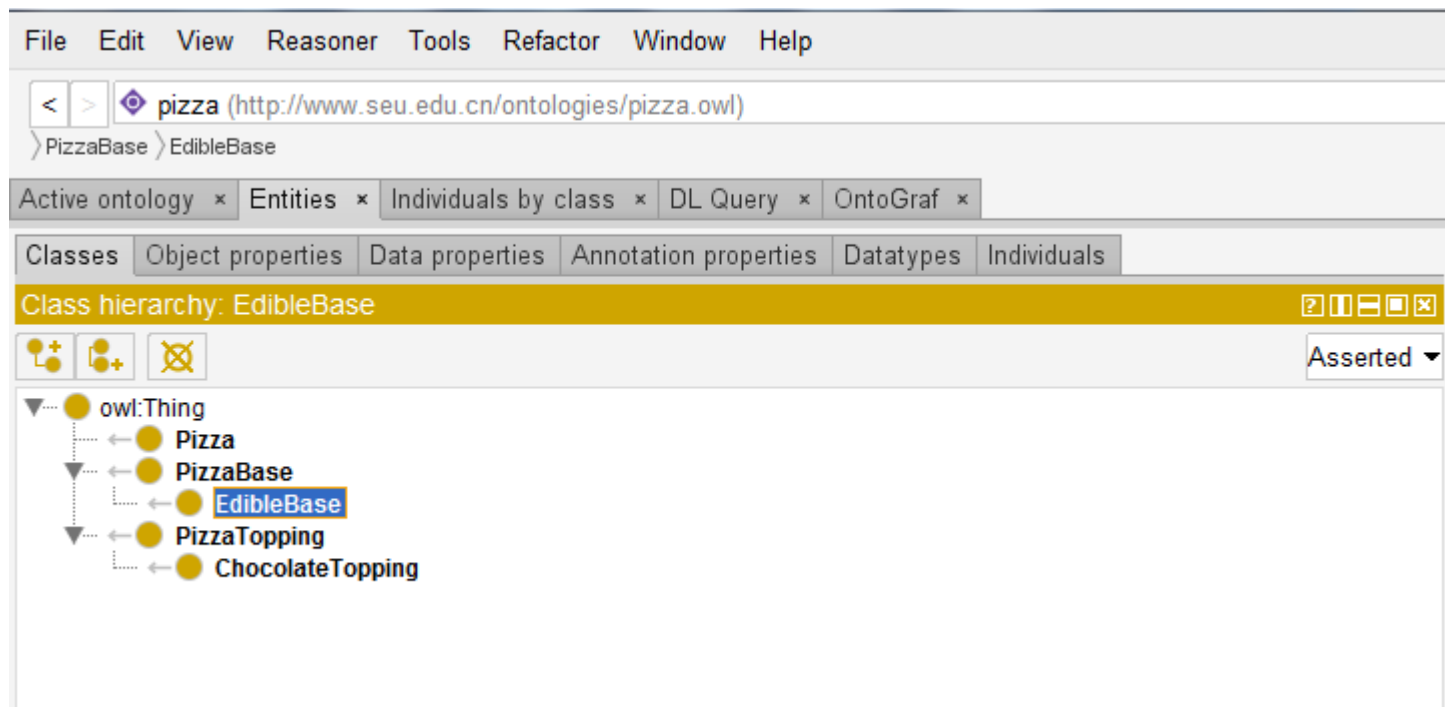 File Edit View Reasoner Tools Refactor Window Help
< > pizza (http://www.seu.edu.cn/ontologies/pizza.owl)
PizzaBase EdibleBase
Active ontology × Entities × Individuals by class × DL Query × OntoGraf ×
Classes Object properties Data properties Annotation properties Datatypes Individuals
Class hierarchy: EdibleBase
Asserted
owl:Thing
Pizza
PizzaBase
EdibleBase
PizzaTopping
ChocolateTopping